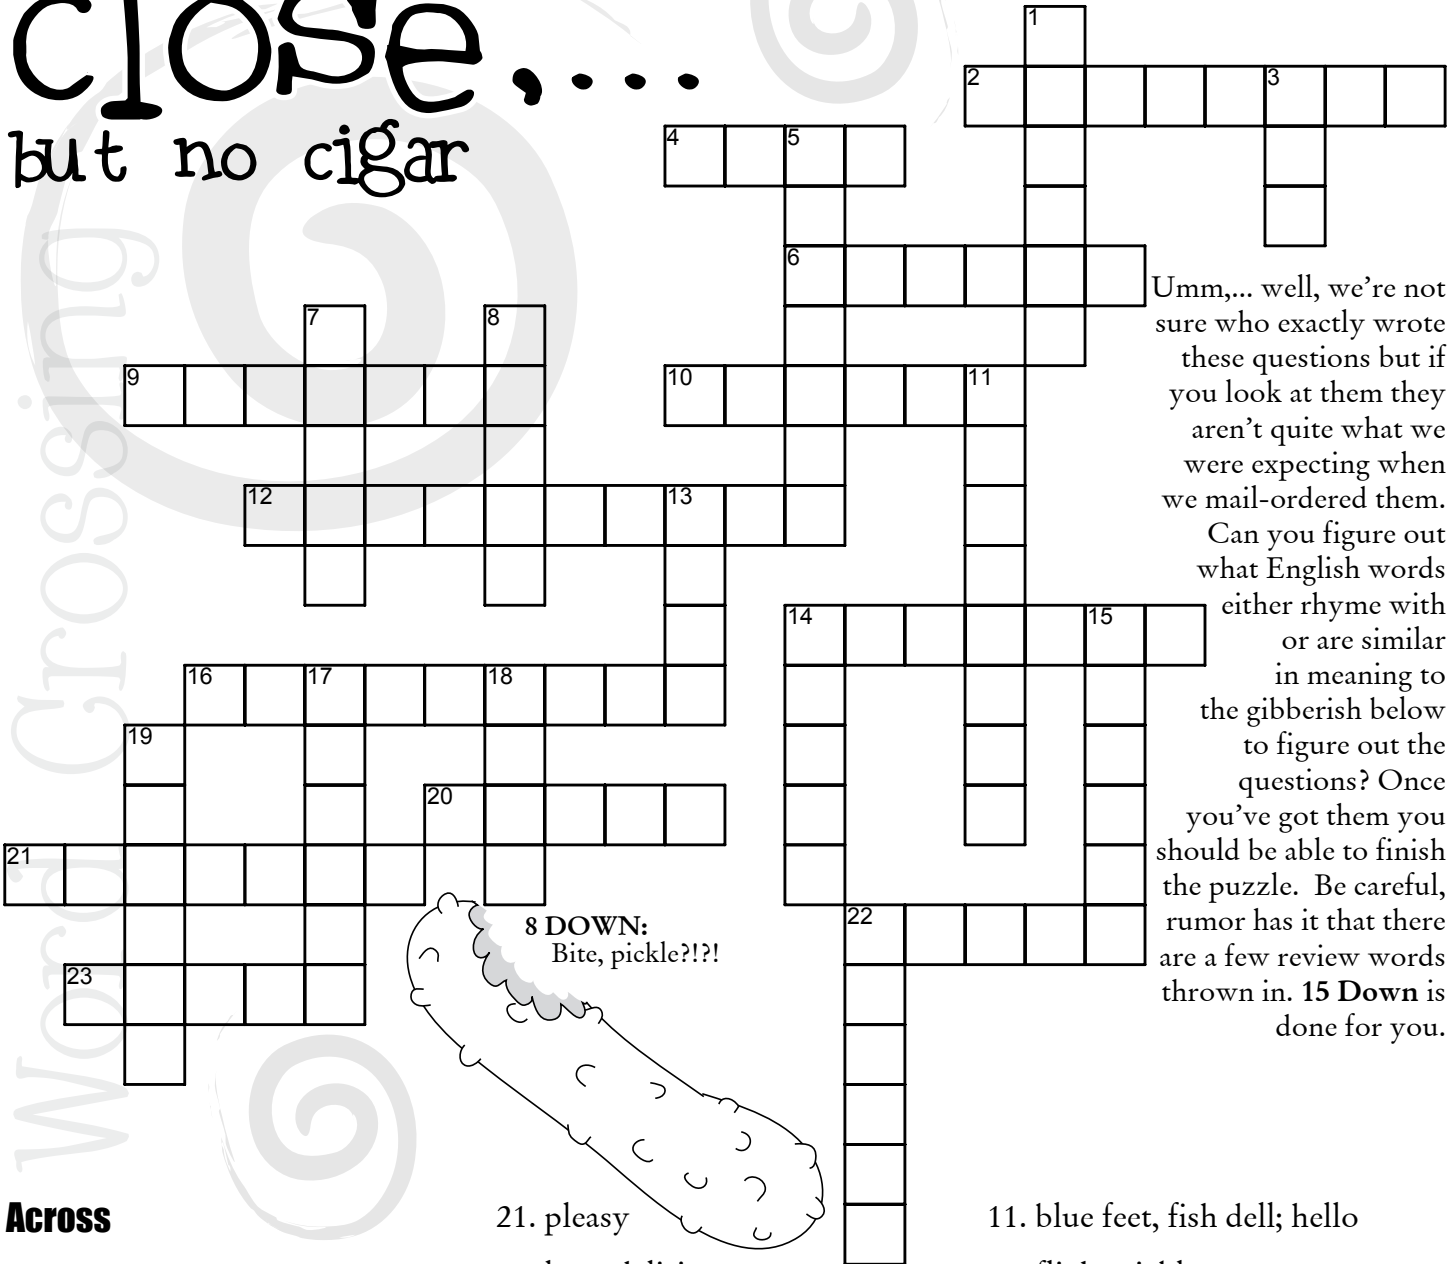 close,...
but no cigar
Word Crossing
1
2
3
4
5
6
7
8
9
10
11
12
13
14
15
16
17
18
19
20
21
22
23
Umm,... well, we're not
sure who exactly wrote
these questions but if
you look at them they
aren't quite what we
were expecting when
we mail-ordered them.
Can you figure out
what English words
either rhyme with
or are similar
in meaning to
the gibberish below
to figure out the
questions? Once
you've got them you
should be able to finish
the puzzle. Be careful,
rumor has it that there
are a few review words
thrown in. 15 Down is
done for you.
8 DOWN:
Bite, pickle?!?!
Across
21. pleasy
11. blue feet, fish dell; hello